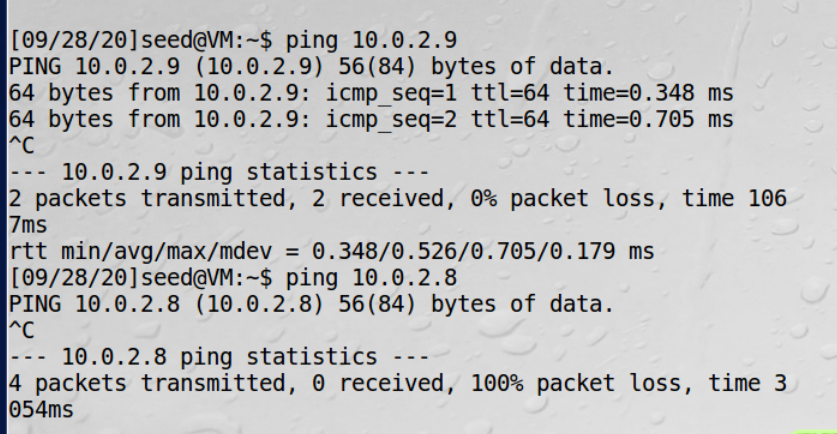 [09/28/20]seed@VM:~$ ping 10.0.2.9
PING 10.0.2.9 (10.0.2.9) 56(84) bytes of data.
64 bytes from 10.0.2.9: icmp_seq=1 ttl=64 time=0.348 ms
64 bytes from 10.0.2.9: icmp_seq=2 ttl=64 time=0.705 ms
^C
--- 10.0.2.9 ping statistics ---
2 packets transmitted, 2 received, 0% packet loss, time 106
7ms
rtt min/avg/max/mdev = 0.348/0.526/0.705/0.179 ms
[09/28/20]seed@VM:~$ ping 10.0.2.8
PING 10.0.2.8 (10.0.2.8) 56(84) bytes of data.
^C
--- 10.0.2.8 ping statistics ---
4 packets transmitted, 0 received, 100% packet loss, time 3
054ms